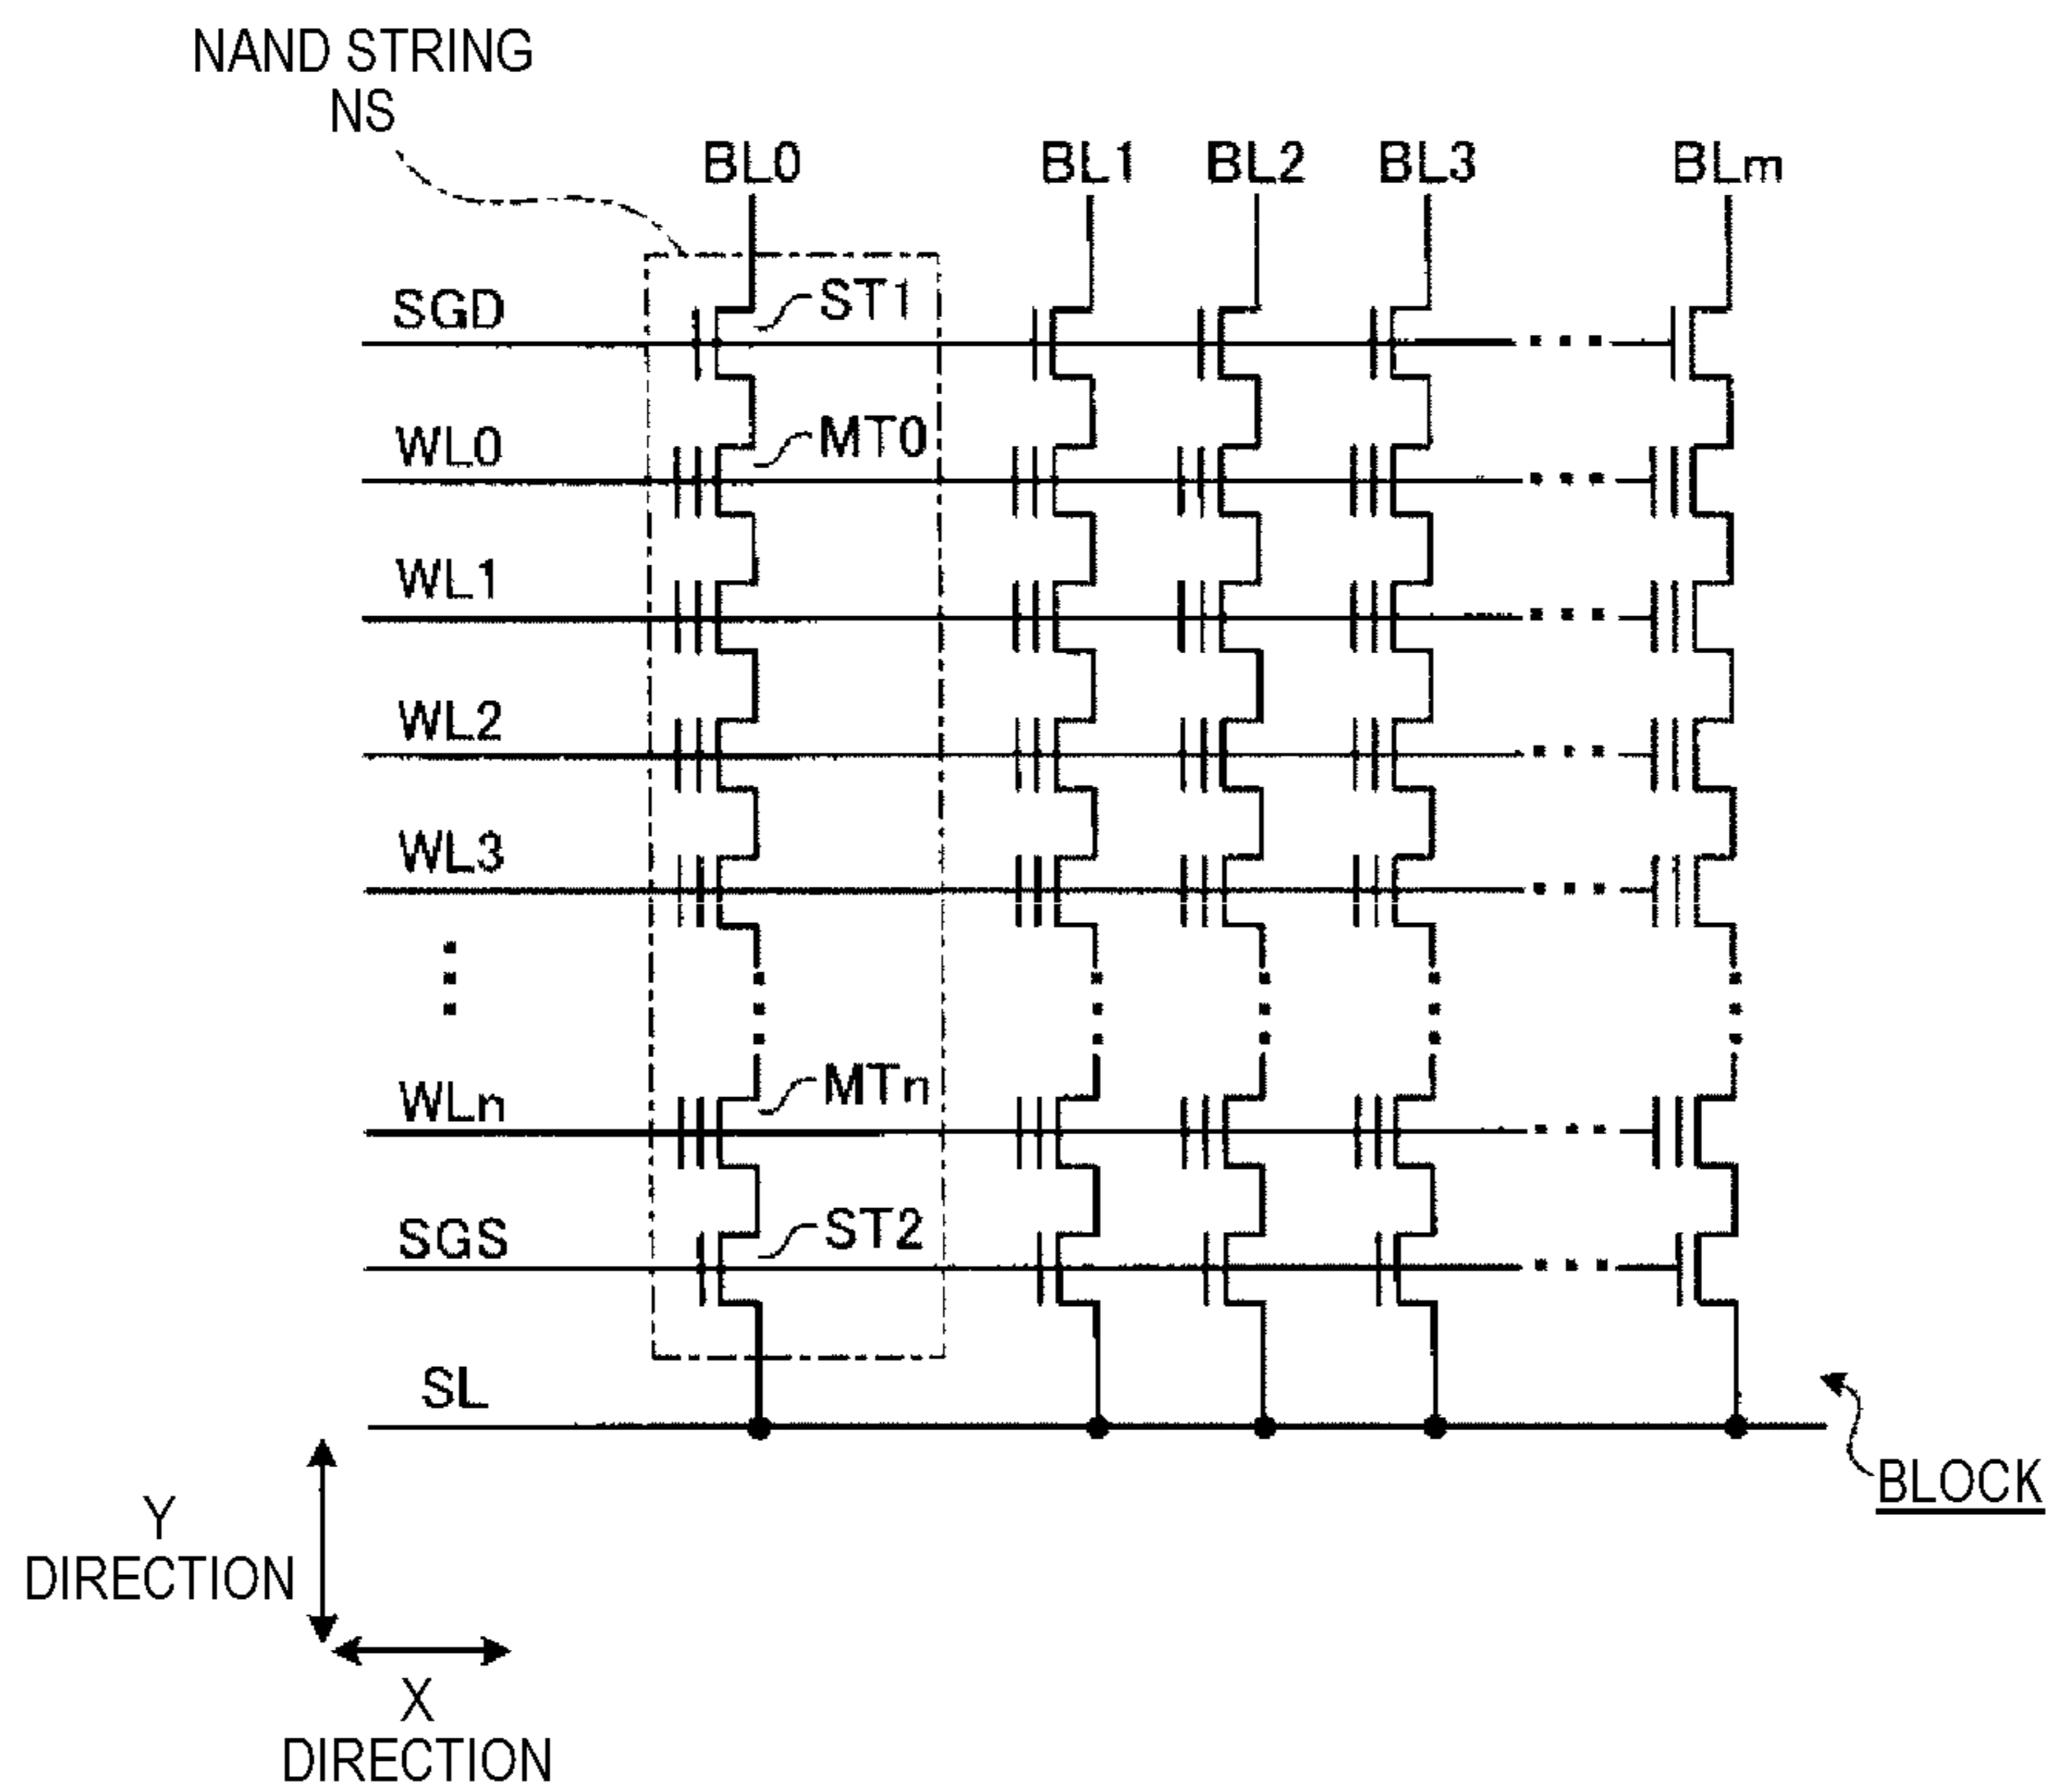 NAND STRING
NS
BL0 BL1 BL2 BL3 BLm
SGD ST1
WL0 MT0
WL1
WL2
WL3
WLn MTn
SGS ST2
SL
BLOCK
Y
DIRECTION
X
DIRECTION